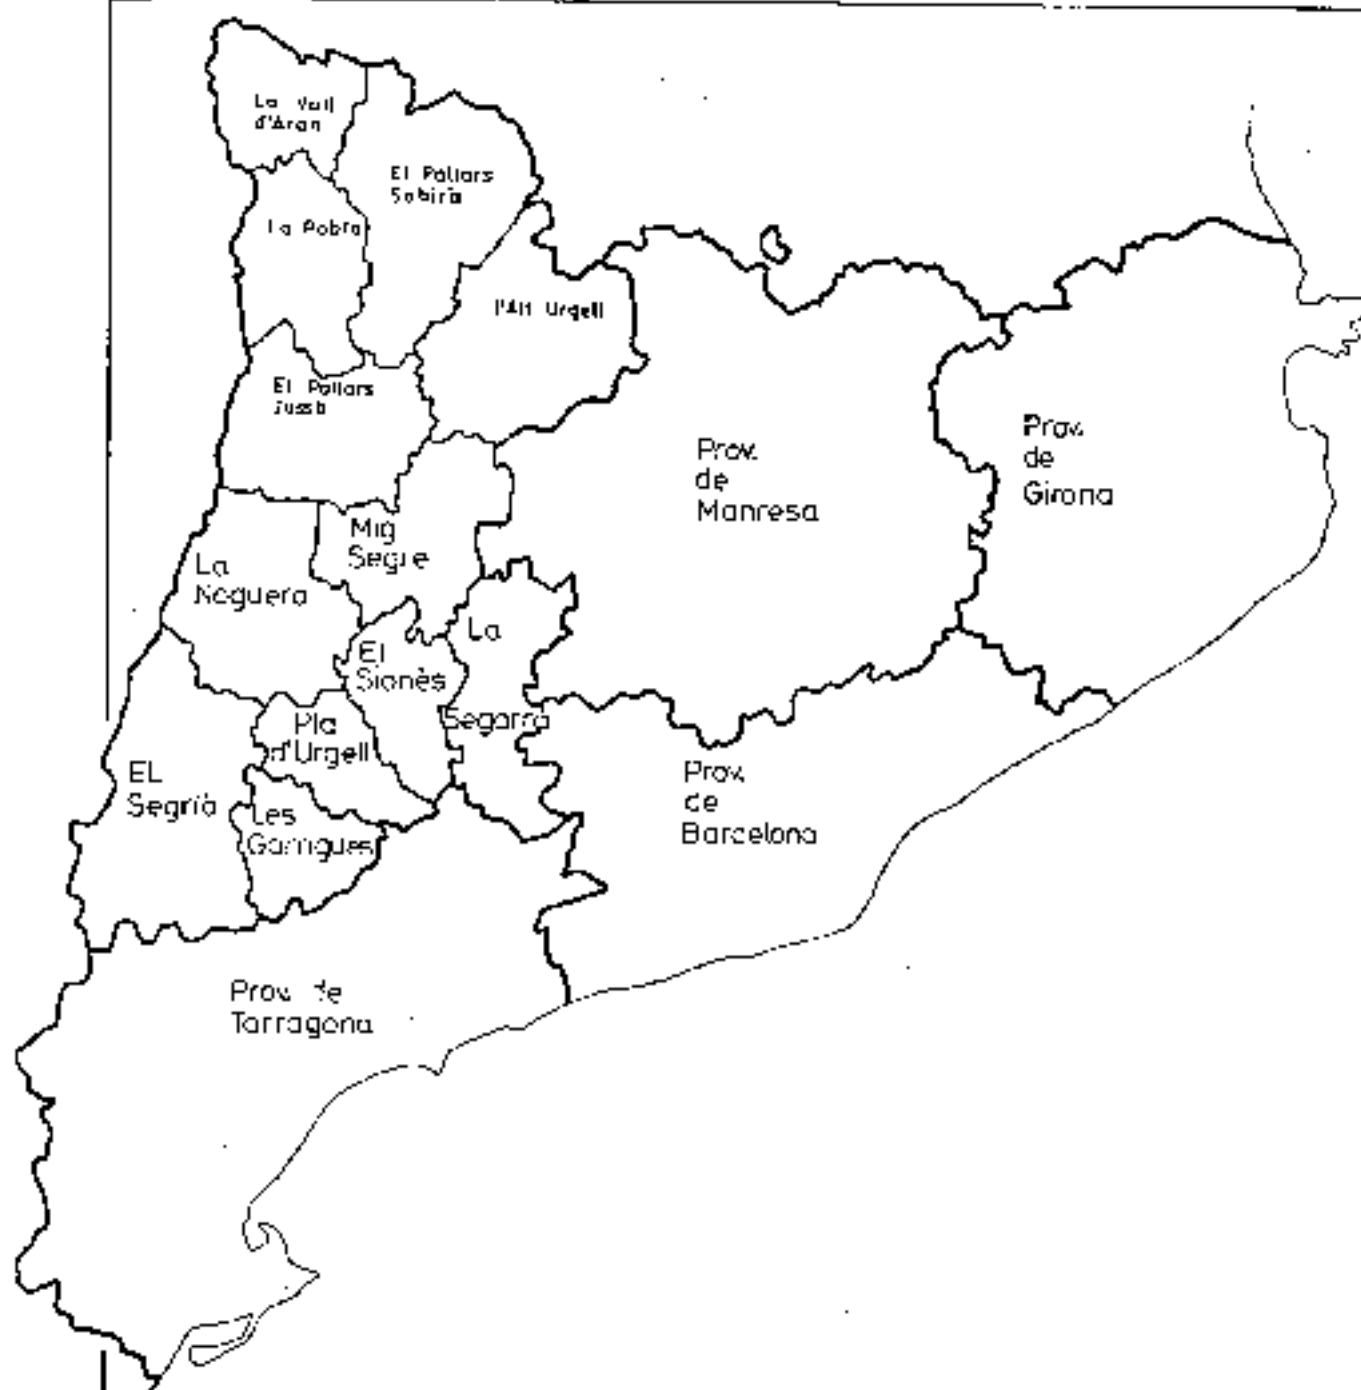 La Vall
d'Aran
El Pallars
Sobirà
La Pobra
l'Alt Urgell
El Pallars
Jussà
Prov.
de
Manresa
Prov.
de
Girona
Mig
Segre
La
Noguera
La
Segarra
El
Sionès
Pla
d'Urgell
EL
Segrià
Les
Garrigues
Prov.
de
Barcelona
Prov. de
Tarragona